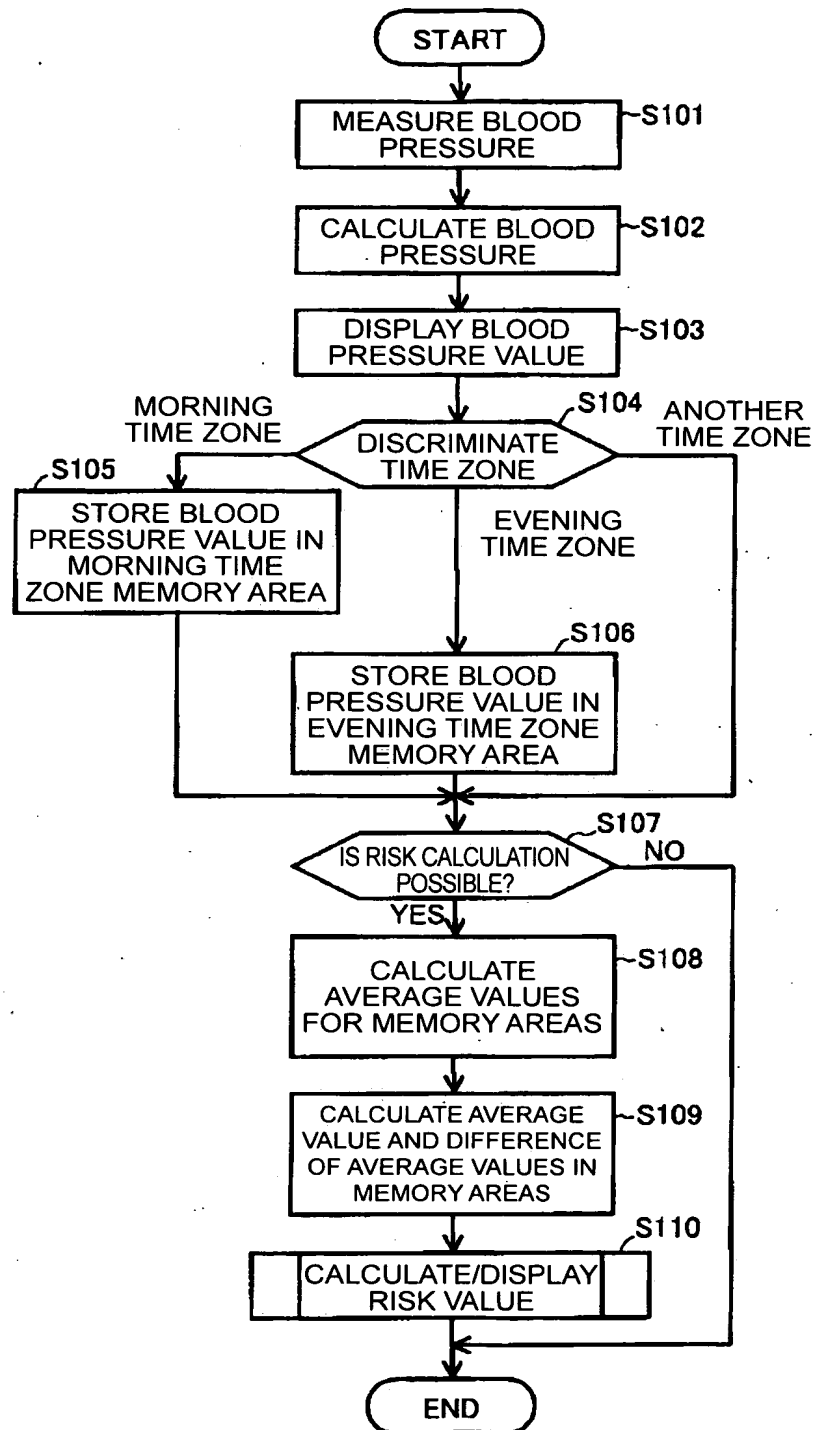 START
MEASURE BLOOD
PRESSURE
S101
CALCULATE BLOOD
PRESSURE
S102
DISPLAY BLOOD
PRESSURE VALUE
S103
S104
DISCRIMINATE
TIME ZONE
MORNING
TIME ZONE
ANOTHER
TIME ZONE
EVENING
TIME ZONE
S105
STORE BLOOD
PRESSURE VALUE IN
MORNING TIME
ZONE MEMORY AREA
S106
STORE BLOOD
PRESSURE VALUE IN
EVENING TIME ZONE
MEMORY AREA
S107
IS RISK CALCULATION
POSSIBLE?
NO
YES
CALCULATE
AVERAGE VALUES
FOR MEMORY AREAS
S108
CALCULATE AVERAGE
VALUE AND DIFFERENCE
OF AVERAGE VALUES IN
MEMORY AREAS
S109
S110
CALCULATE/DISPLAY
RISK VALUE
END